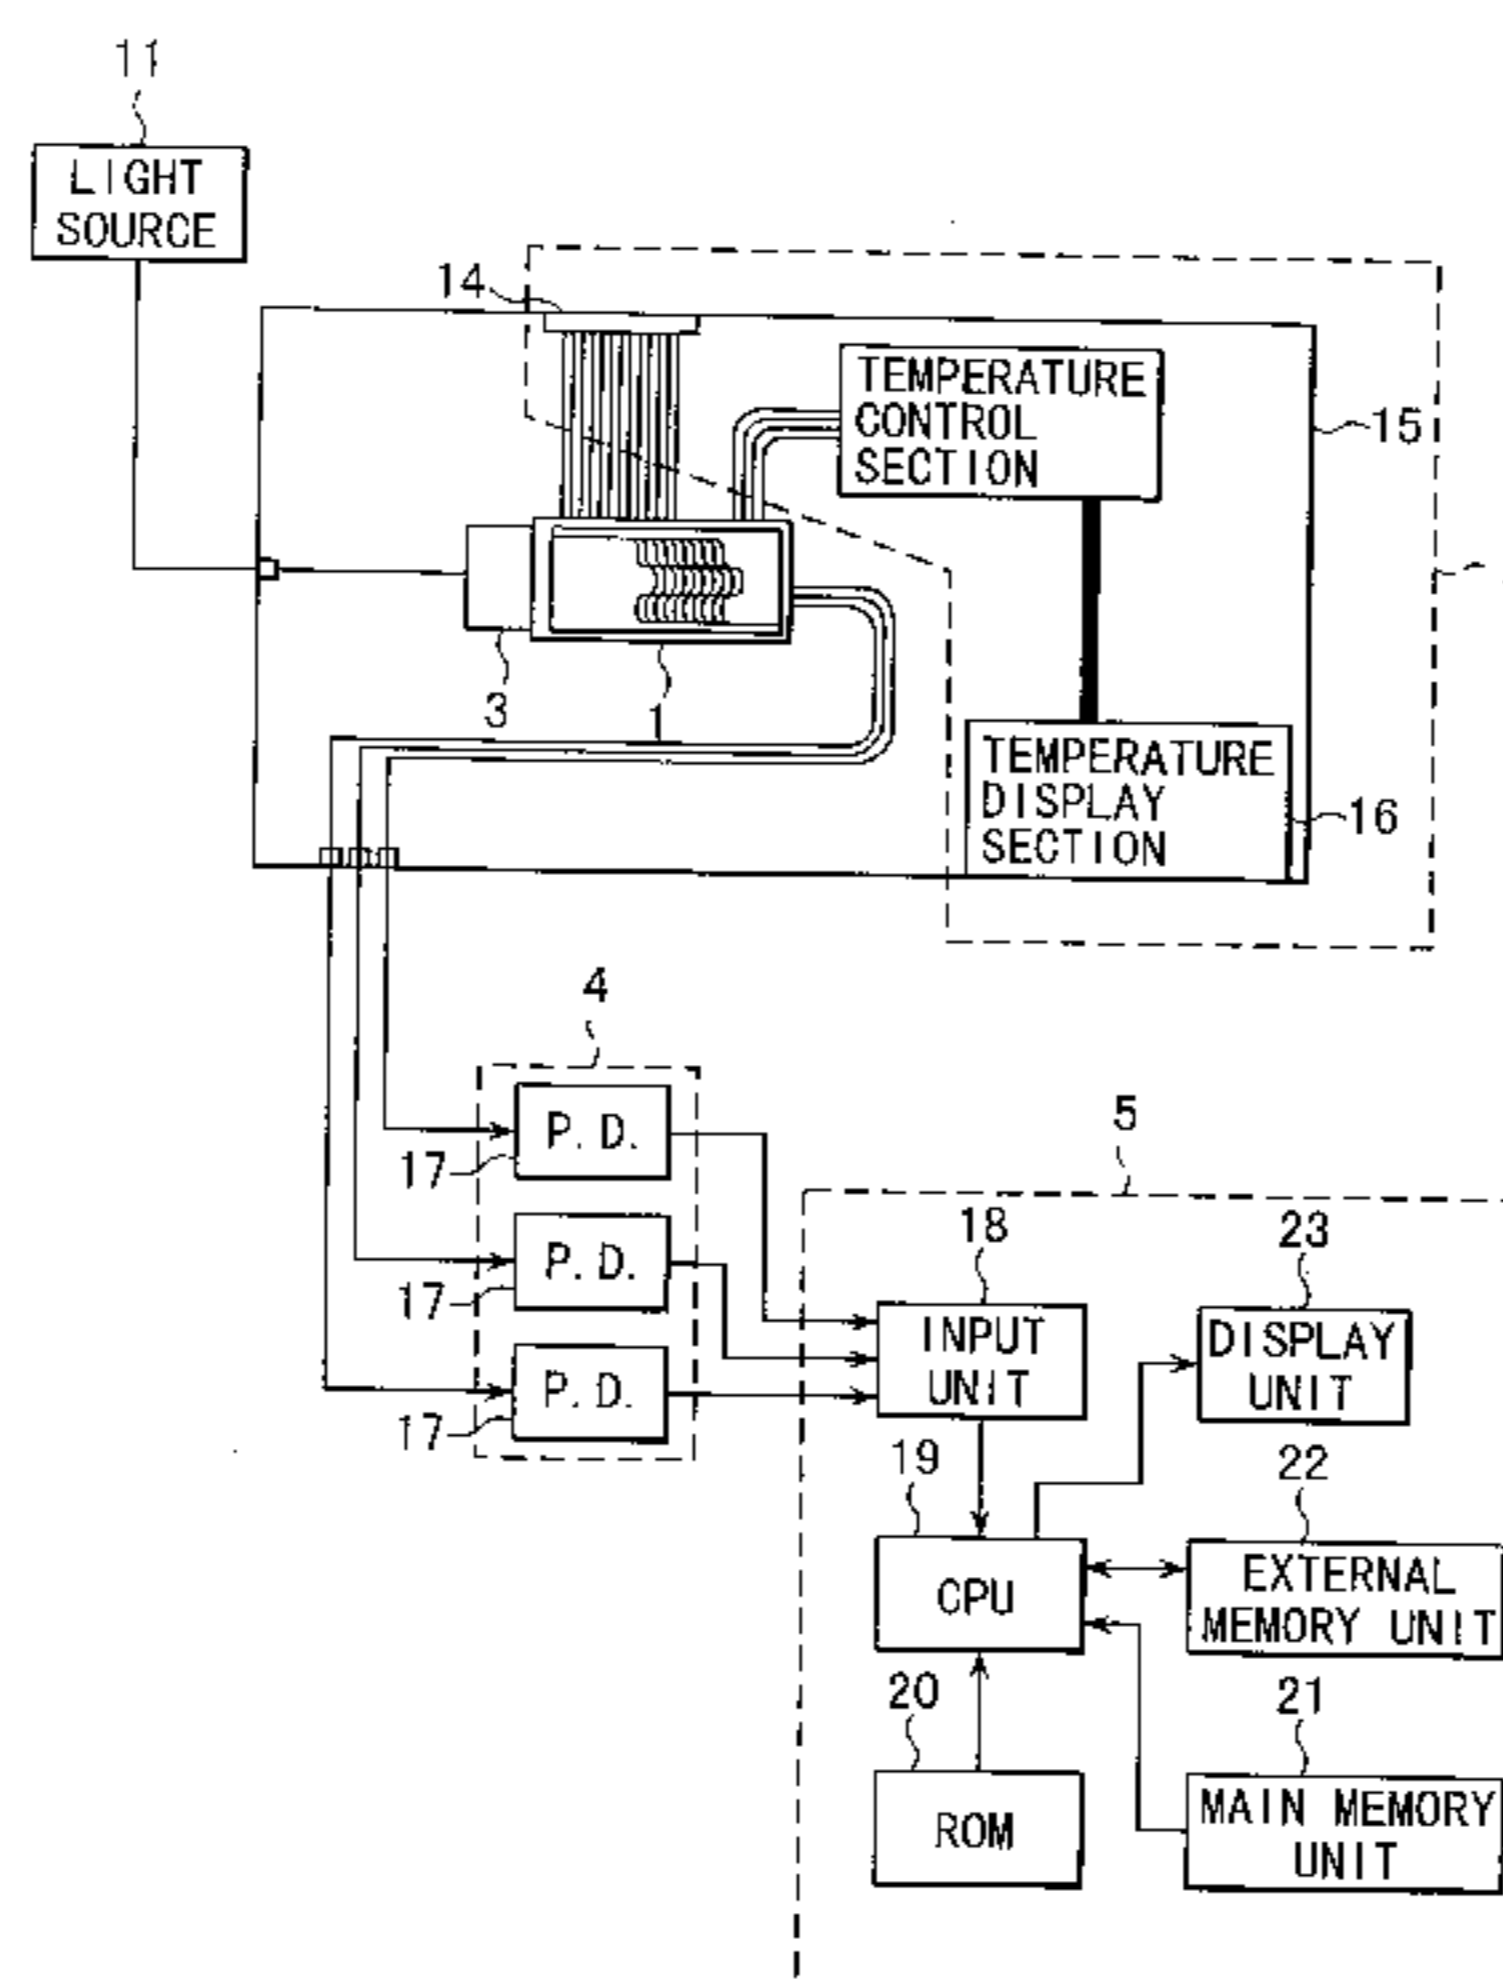 11
LIGHT
SOURCE
14
TEMPERATURE
CONTROL
SECTION
15
3
1
TEMPERATURE
DISPLAY
SECTION
16
4
P.D.
17
P.D.
17
P.D.
17
5
18
INPUT
UNIT
23
DISPLAY
UNIT
19
CPU
22
EXTERNAL
MEMORY UNIT
20
ROM
21
MAIN MEMORY
UNIT